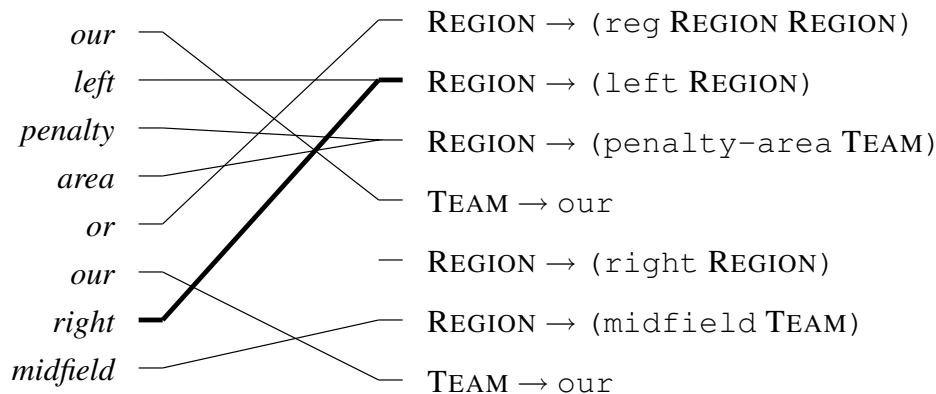 our
left
penalty
area
or
our
right
midfield
REGION → (reg REGION REGION)
REGION → (left REGION)
REGION → (penalty-area TEAM)
TEAM → our
REGION → (right REGION)
REGION → (midfield TEAM)
TEAM → our